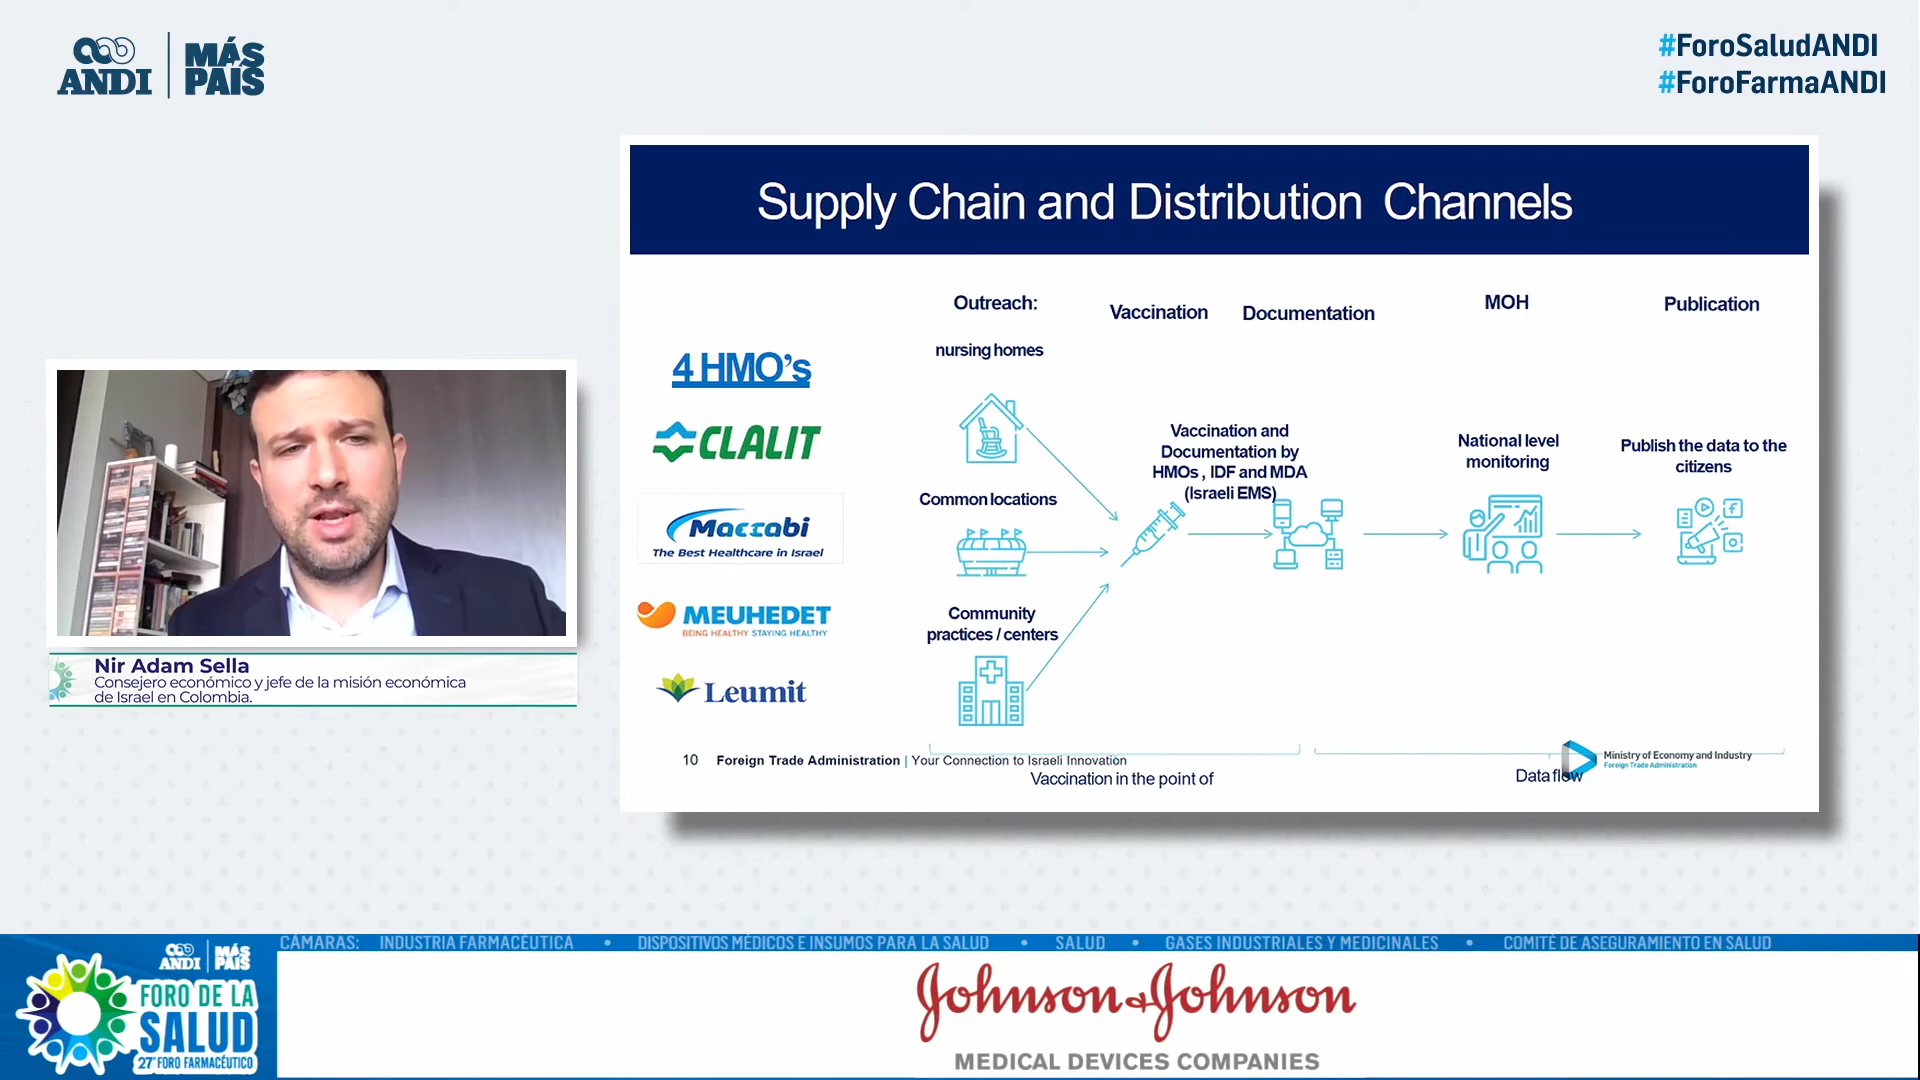 ANDI
MÁS
PAÍS
#ForoSaludANDI
#ForoFarmaANDI
Supply Chain and Distribution Channels
4 HMO's
CLALIT
Maccabi
The Best Healthcare in Israel
MEUHEDET
BEING HEALTHY STAYING HEALTHY
Leumit
Outreach:
nursing homes
Common locations
Community
practices / centers
Vaccination
Documentation
Vaccination and
Documentation by
HMOs , IDF and MDA
(Israeli EMS)
MOH
National level
monitoring
Publication
Publish the data to the
citizens
10 Foreign Trade Administration | Your Connection to Israeli Innovation
Vaccination in the point of
Data flow
Ministry of Economy and Industry
Foreign Trade Administration
Nir Adam Sella
Consejero económico y jefe de la misión económica
de Israel en Colombia.
CÁMARAS: INDUSTRIA FARMACÉUTICA • DISPOSITIVOS MÉDICOS E INSUMOS PARA LA SALUD • SALUD • GASES INDUSTRIALES Y MEDICINALES • COMITÉ DE ASEGURAMIENTO EN SALUD
ANDI
MÁS
PAÍS
FORO DE LA
SALUD
27° FORO FARMACÉUTICO
Johnson & Johnson
MEDICAL DEVICES COMPANIES